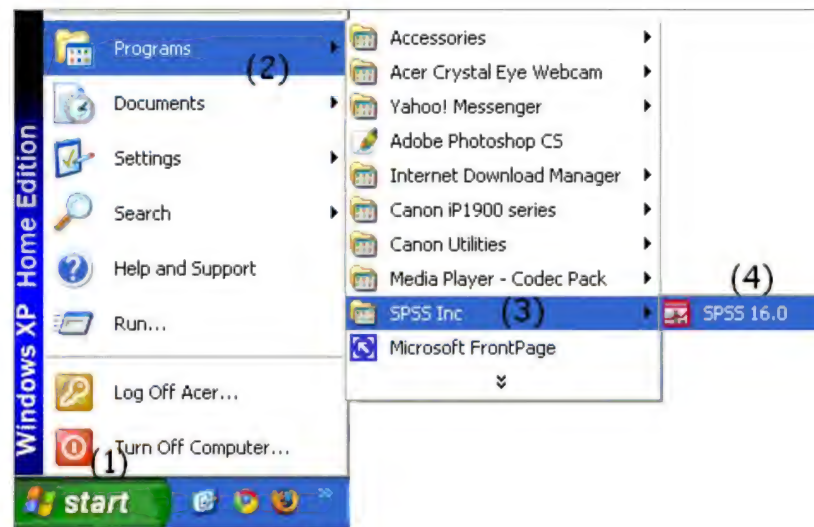 Windows XP Home Edition
Programs
(2)
Documents
Settings
Search
Help and Support
Run...
Log Off Acer...
Turn Off Computer...
(1)
start
Accessories
Acer Crystal Eye Webcam
Yahoo! Messenger
Adobe Photoshop CS
Internet Download Manager
Canon iP1900 series
Canon Utilities
Media Player - Codec Pack
SPSS Inc
(3)
Microsoft FrontPage
(4)
SPSS 16.0